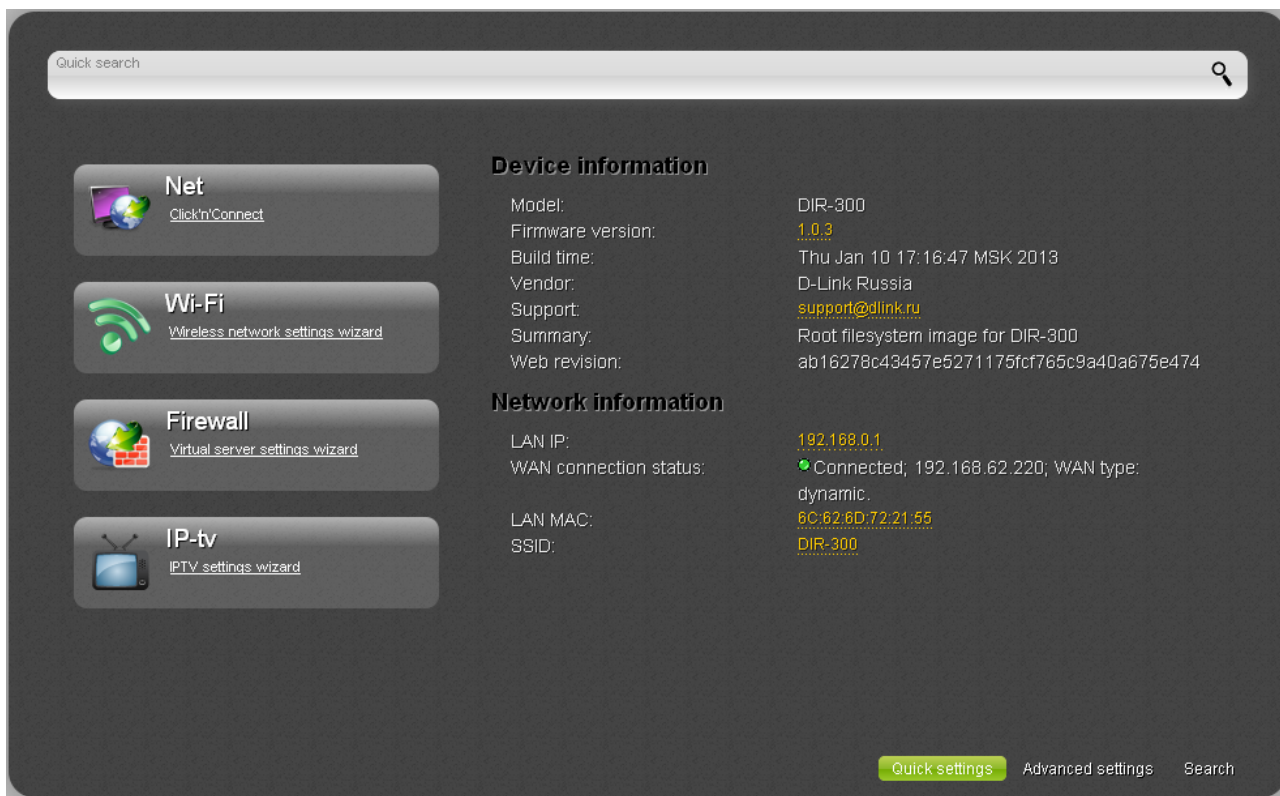 Quick search
Net
Click'n'Connect
Wi-Fi
Wireless network settings wizard
Firewall
Virtual server settings wizard
IP-tv
IPTV settings wizard
Device information
Model: DIR-300
Firmware version: 1.0.3
Build time: Thu Jan 10 17:16:47 MSK 2013
Vendor: D-Link Russia
Support: support@dlink.ru
Summary: Root filesystem image for DIR-300
Web revision: ab16278c43457e5271175fcf765c9a40a675e474
Network information
LAN IP: 192.168.0.1
WAN connection status: Connected; 192.168.62.220; WAN type:
dynamic.
LAN MAC: 6C:62:6D:72:21:55
SSID: DIR-300
Quick settings Advanced settings Search